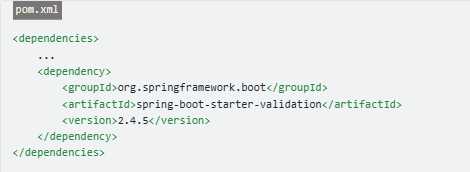 pom.xml
<dependencies>
    ...
    <dependency>
        <groupId>org.springframework.boot</groupId>
        <artifactId>spring-boot-starter-validation</artifactId>
        <version>2.4.5</version>
    </dependency>
</dependencies>